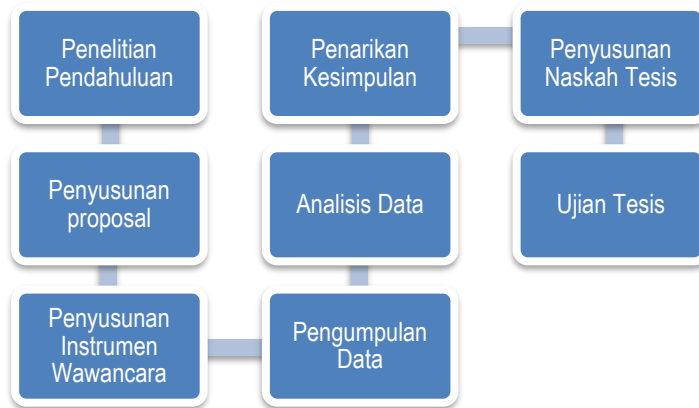 Penelitian
Pendahuluan
Penyusunan
proposal
Penyusunan
Instrumen
Wawancara
Pengumpulan
Data
Analisis Data
Penarikan
Kesimpulan
Penyusunan
Naskah Tesis
Ujian Tesis